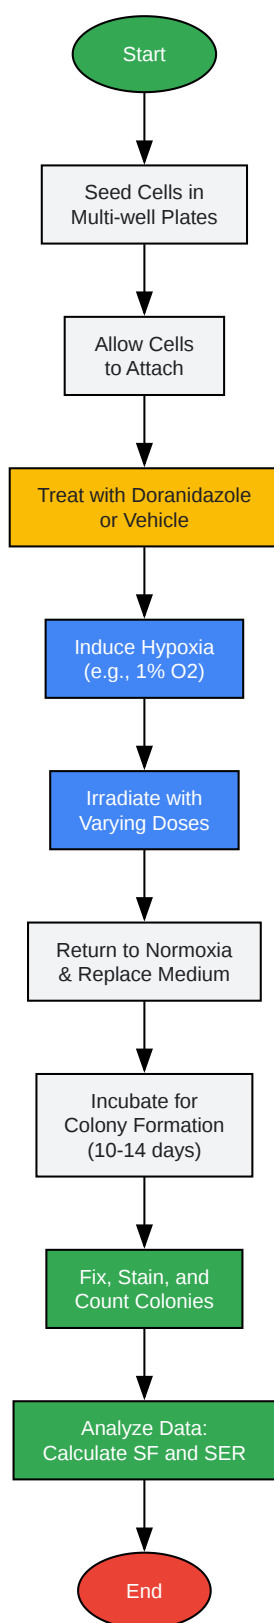 Start
Seed Cells in
Multi-well Plates
Allow Cells
to Attach
Treat with Doranidazole
or Vehicle
Induce Hypoxia
(e.g., 1% O2)
Irradiate with
Varying Doses
Return to Normoxia
& Replace Medium
Incubate for
Colony Formation
(10-14 days)
Fix, Stain, and
Count Colonies
Analyze Data:
Calculate SF and SER
End